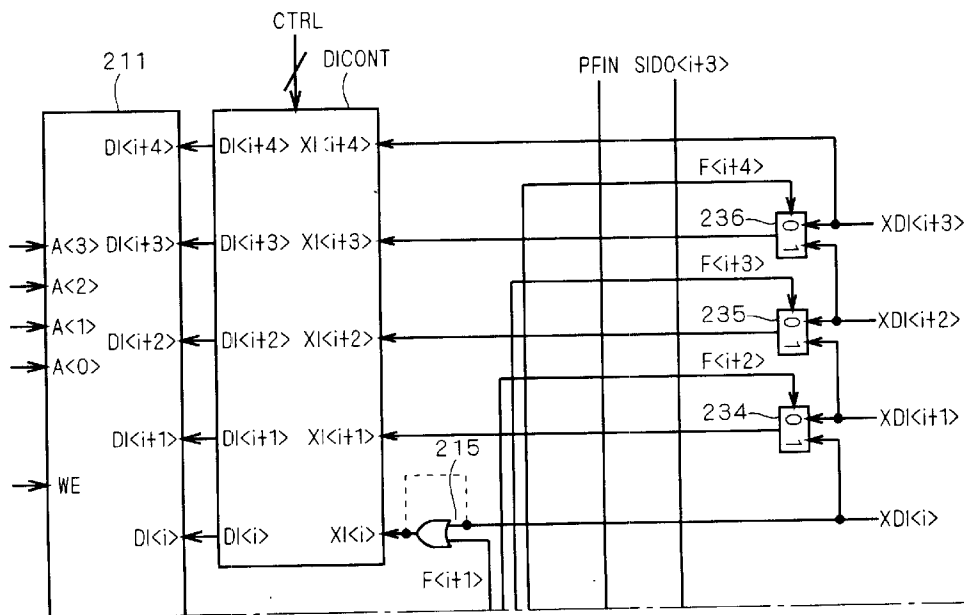 CTRL
211
DICONT
PFIN SIDO<i+3>
DI<i+4> DI<i+4> XI<i+4>
F<i+4>
236
0 1
XDI<i+3>
A<3> DI<i+3> DI<i+3> XI<i+3>
A<2>
F<i+3>
235
0 1
XDI<i+2>
A<1>
DI<i+2> DI<i+2> XI<i+2>
A<0>
F<i+2>
234
0 1
XDI<i+1>
DI<i+1> DI<i+1> XI<i+1>
215
WE
XDI<i>
DI<i> DI<i> XI<i>
F<i+1>